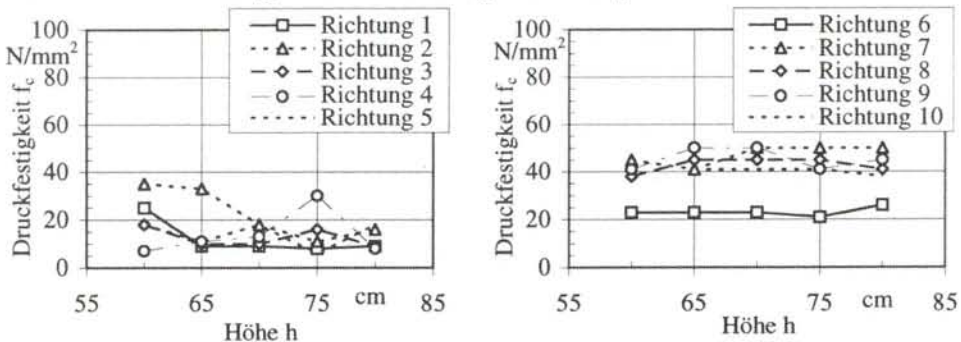 100
N/mm²
80
60
40
20
0
Druckfestigkeit f_c
55
65
75
cm
85
Höhe h
Richtung 1
Richtung 2
Richtung 3
Richtung 4
Richtung 5
100
N/mm²
80
60
40
20
0
Druckfestigkeit f_c
55
65
75
cm
85
Höhe h
Richtung 6
Richtung 7
Richtung 8
Richtung 9
Richtung 10